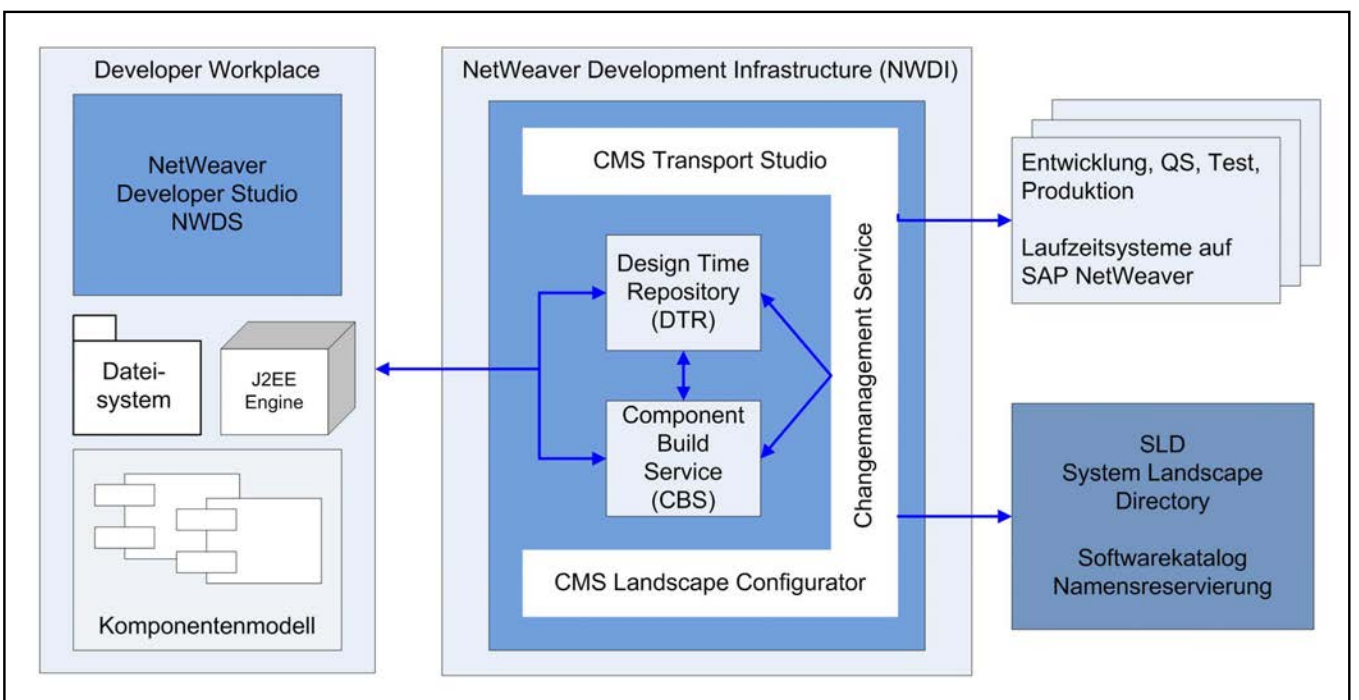 Developer Workplace
NetWeaver
Developer Studio
NWDS
Datei-
system
J2EE
Engine
Komponentenmodell
NetWeaver Development Infrastructure (NWDI)
CMS Transport Studio
Design Time
Repository
(DTR)
Component
Build
Service
(CBS)
Changemanagement Service
CMS Landscape Configurator
Entwicklung, QS, Test,
Produktion
Laufzeitsysteme auf
SAP NetWeaver
SLD
System Landscape
Directory
Softwarekatalog
Namensreservierung